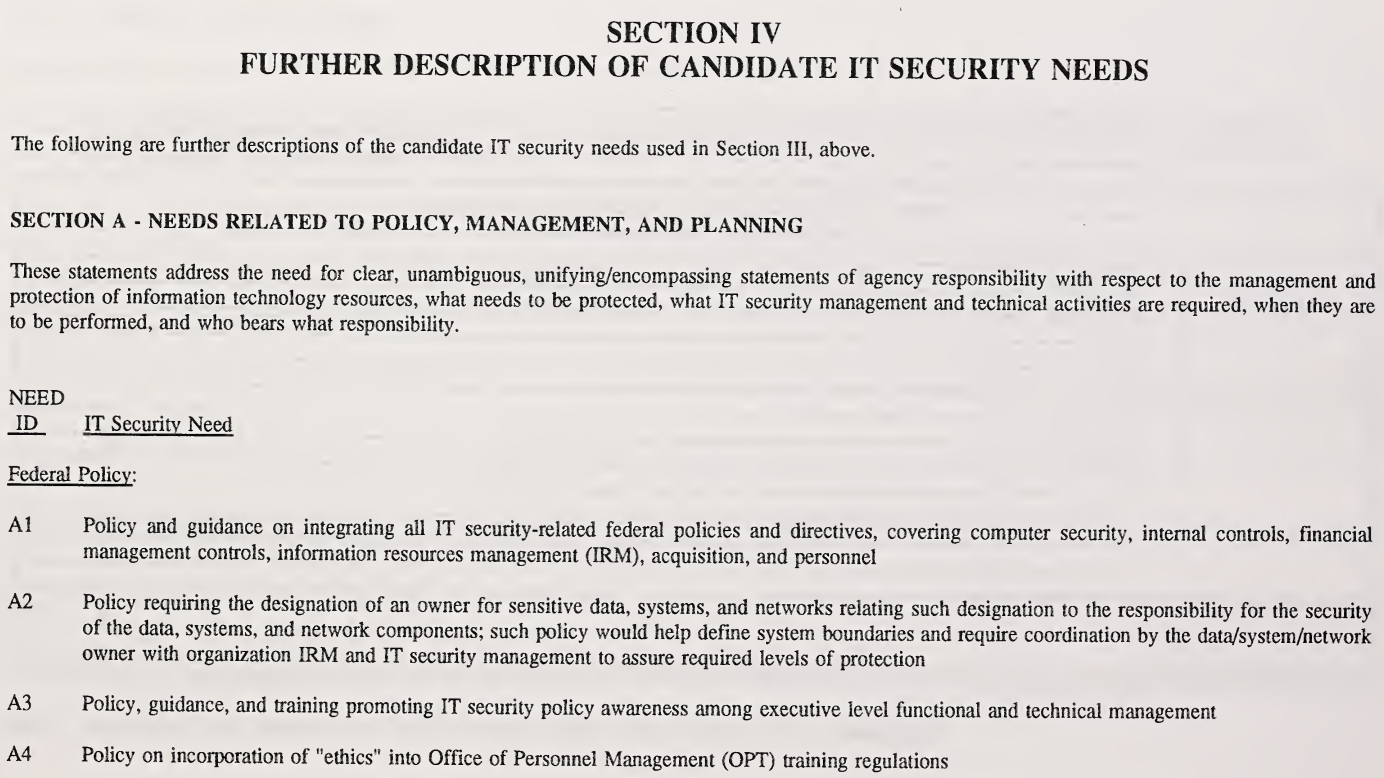 SECTION IV
FURTHER DESCRIPTION OF CANDIDATE IT SECURITY NEEDS
The following are further descriptions of the candidate IT security needs used in Section III, above.
SECTION A - NEEDS RELATED TO POLICY, MANAGEMENT, AND PLANNING
These statements address the need for clear, unambiguous, unifying/encompassing statements of agency responsibility with respect to the management and
protection of information technology resources, what needs to be protected, what IT security management and technical activities are required, when they are
to be performed, and who bears what responsibility.
NEED
ID IT Security Need
Federal Policy:
A1 Policy and guidance on integrating all IT security-related federal policies and directives, covering computer security, internal controls, financial
management controls, information resources management (IRM), acquisition, and personnel
A2 Policy requiring the designation of an owner for sensitive data, systems, and networks relating such designation to the responsibility for the security
of the data, systems, and network components; such policy would help define system boundaries and require coordination by the data/system/network
owner with organization IRM and IT security management to assure required levels of protection
A3 Policy, guidance, and training promoting IT security policy awareness among executive level functional and technical management
A4 Policy on incorporation of "ethics" into Office of Personnel Management (OPT) training regulations